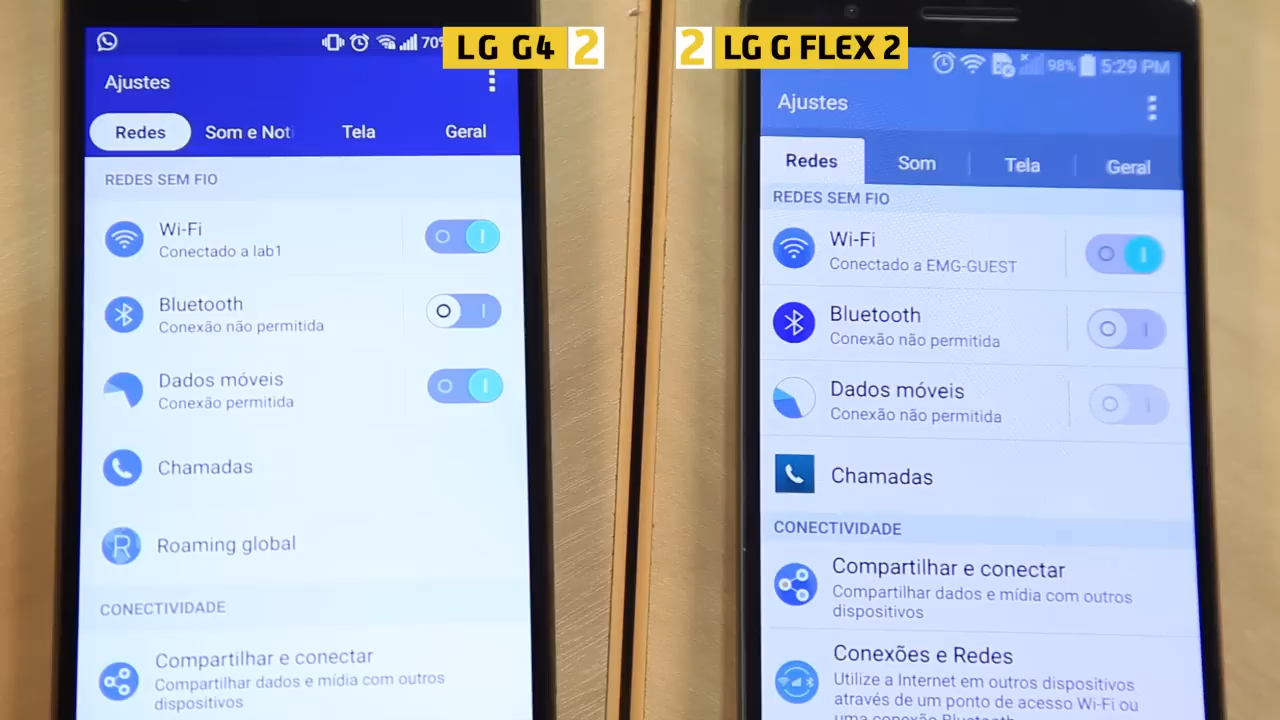 LG G4 2
70%
Ajustes
Redes
Som e Noti
Tela
Geral
REDES SEM FIO
Wi-Fi
Conectado a lab1
Bluetooth
Conexão não permitida
Dados móveis
Conexão permitida
Chamadas
Roaming global
CONECTIVIDADE
Compartilhar e conectar
Compartilhar dados e mídia com outros
dispositivos
2 LG G FLEX 2
98% 5:29 PM
Ajustes
Redes
Som
Tela
Geral
REDES SEM FIO
Wi-Fi
Conectado a EMG-GUEST
Bluetooth
Conexão não permitida
Dados móveis
Conexão não permitida
Chamadas
CONECTIVIDADE
Compartilhar e conectar
Compartilhar dados e mídia com outros
dispositivos
Conexões e Redes
Utilize a Internet em outros dispositivos
através de um ponto de acesso Wi-Fi ou
uma conexão Bluetooth